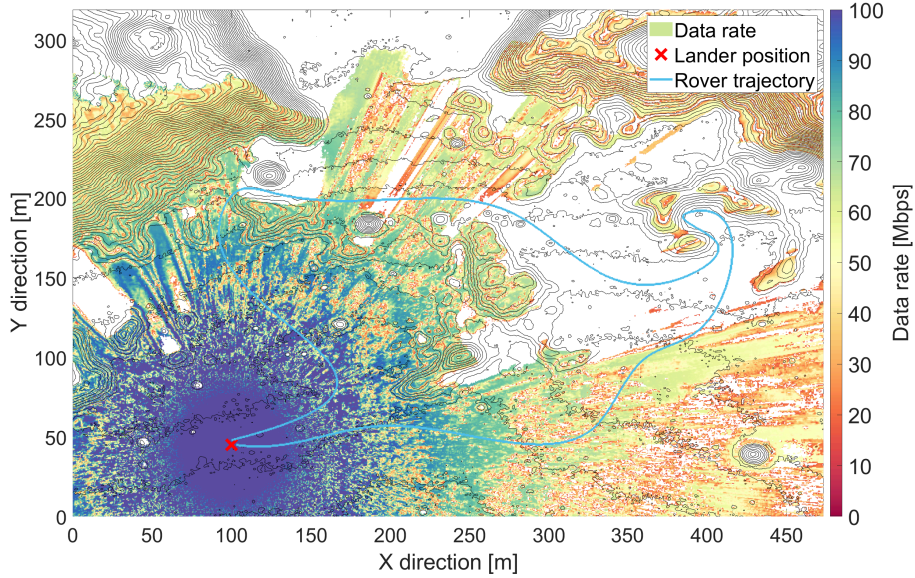 Data rate
Lander position
Rover trajectory
300
250
200
150
100
50
0
Y direction [m]
0 50 100 150 200 250 300 350 400 450
X direction [m]
100
90
80
70
60
50
40
30
20
10
0
Data rate [Mbps]